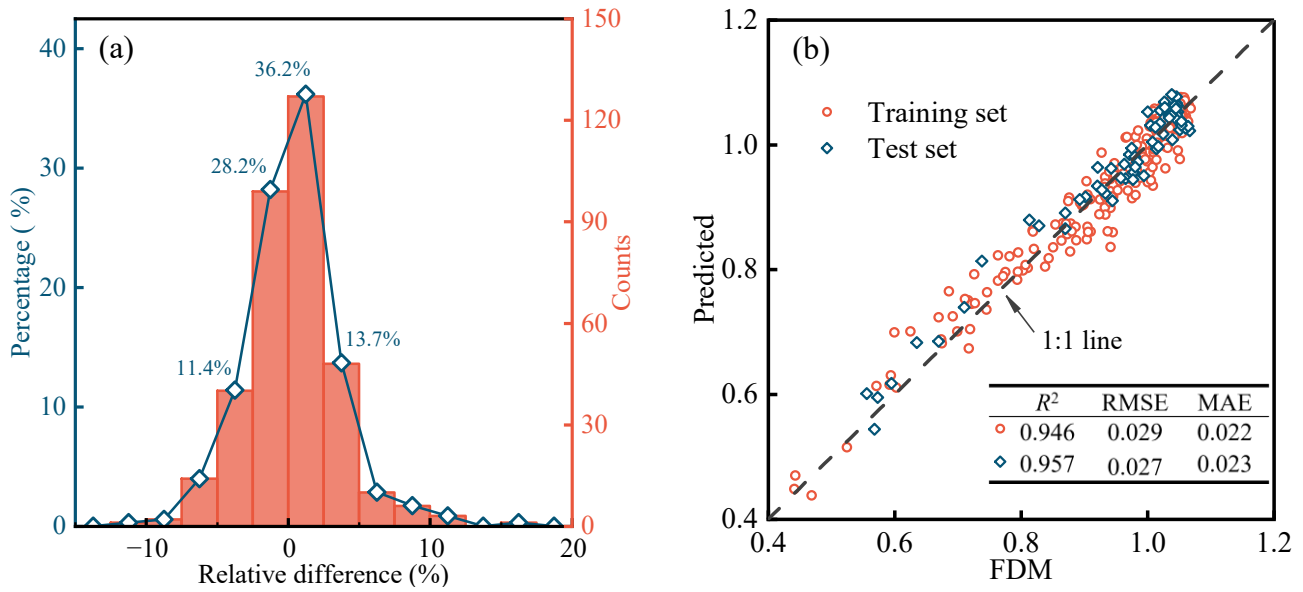 (a)
36.2%
28.2%
13.7%
11.4%
40
30
20
10
0
Percentage ( %)
150
120
90
60
30
0
Counts
−10
0
10
20
Relative difference (%)
(b)
Training set
Test set
1:1 line
R² RMSE MAE
0.946 0.029 0.022
0.957 0.027 0.023
1.2
1.0
0.8
0.6
0.4
Predicted
0.4 0.6 0.8 1.0 1.2
FDM